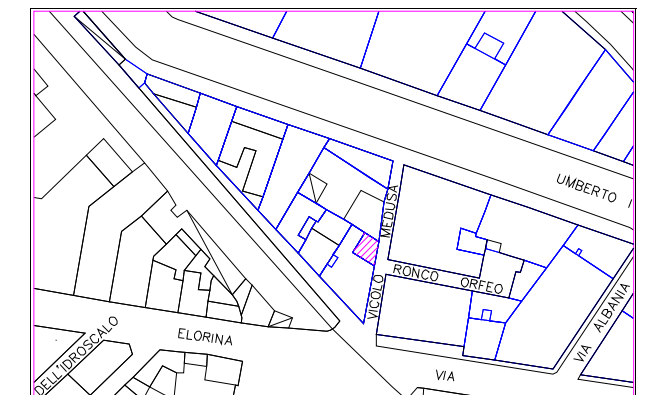 UMBERTO I
VICOLO MEDUSA
RONCO ORFEO
VIA ALBANIA
ELORINA
DELL'IDROSCALO
VIA